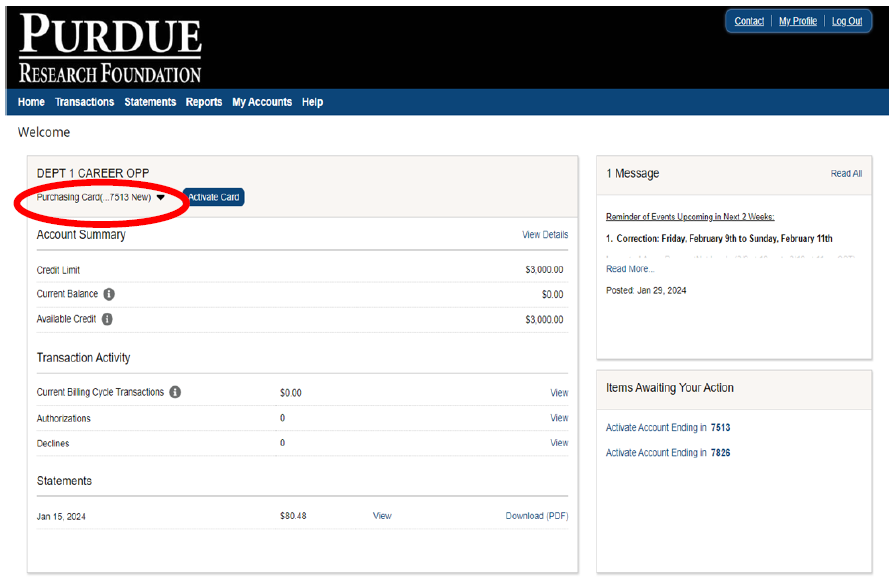 PURDUE
RESEARCH FOUNDATION
Contact | My Profile | Log Out
Home Transactions Statements Reports My Accounts Help
Welcome
DEPT 1 CAREER OPP
Purchasing Card(...7513 New)
Activate Card
Account Summary View Details
Credit Limit $3,000.00
Current Balance $0.00
Available Credit $3,000.00
Transaction Activity
Current Billing Cycle Transactions $0.00 View
Authorizations 0 View
Declines 0 View
Statements
Jan 15, 2024 $80.48 View Download (PDF)
1 Message Read All
Reminder of Events Upcoming in Next 2 Weeks:
1. Correction: Friday, February 9th to Sunday, February 11th
Read More...
Posted: Jan 29, 2024
Items Awaiting Your Action
Activate Account Ending in 7513
Activate Account Ending in 7826